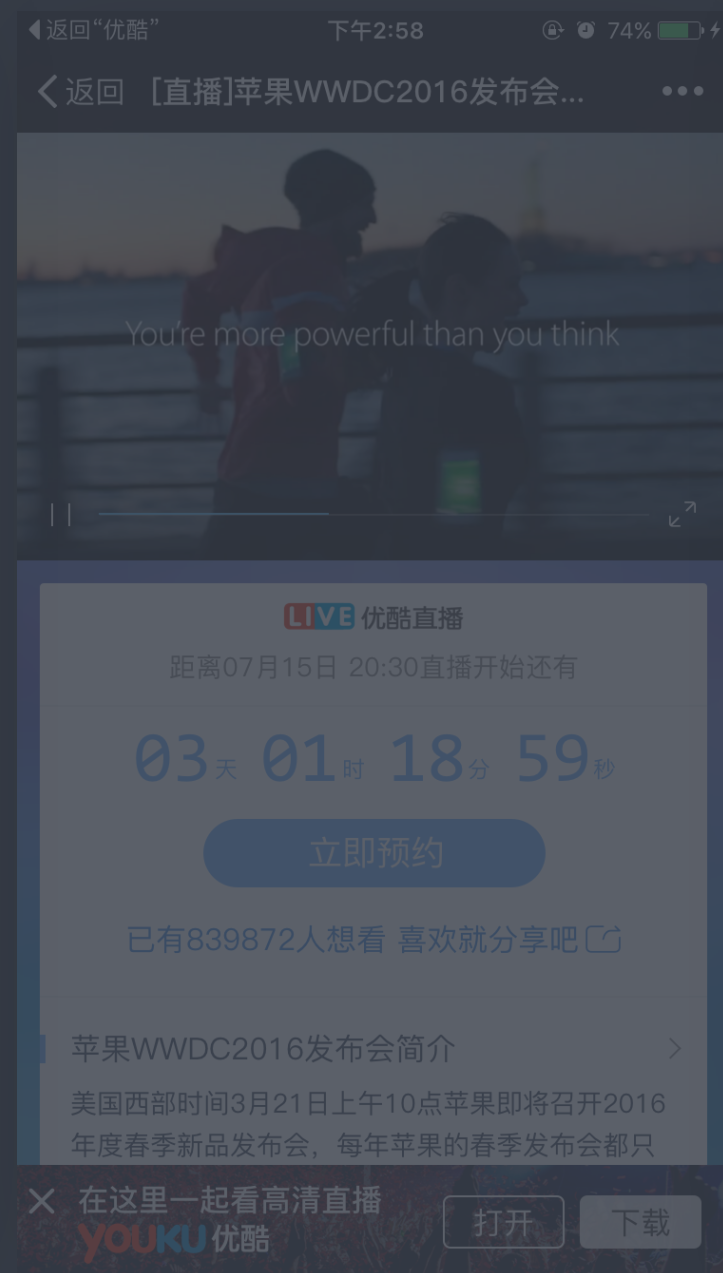 返回“优酷”
下午2:58
74%
返回
[直播]苹果WWDC2016发布会...
You're more powerful than you think
LIVE 优酷直播
距离07月15日 20:30直播开始还有
03天 01时 18分 59秒
立即预约
已有839872人想看 喜欢就分享吧
苹果WWDC2016发布会简介
美国西部时间3月21日上午10点苹果即将召开2016
年度春季新品发布会，每年苹果的春季发布会都只
在这里一起看高清直播
YOUKU 优酷
打开
下载